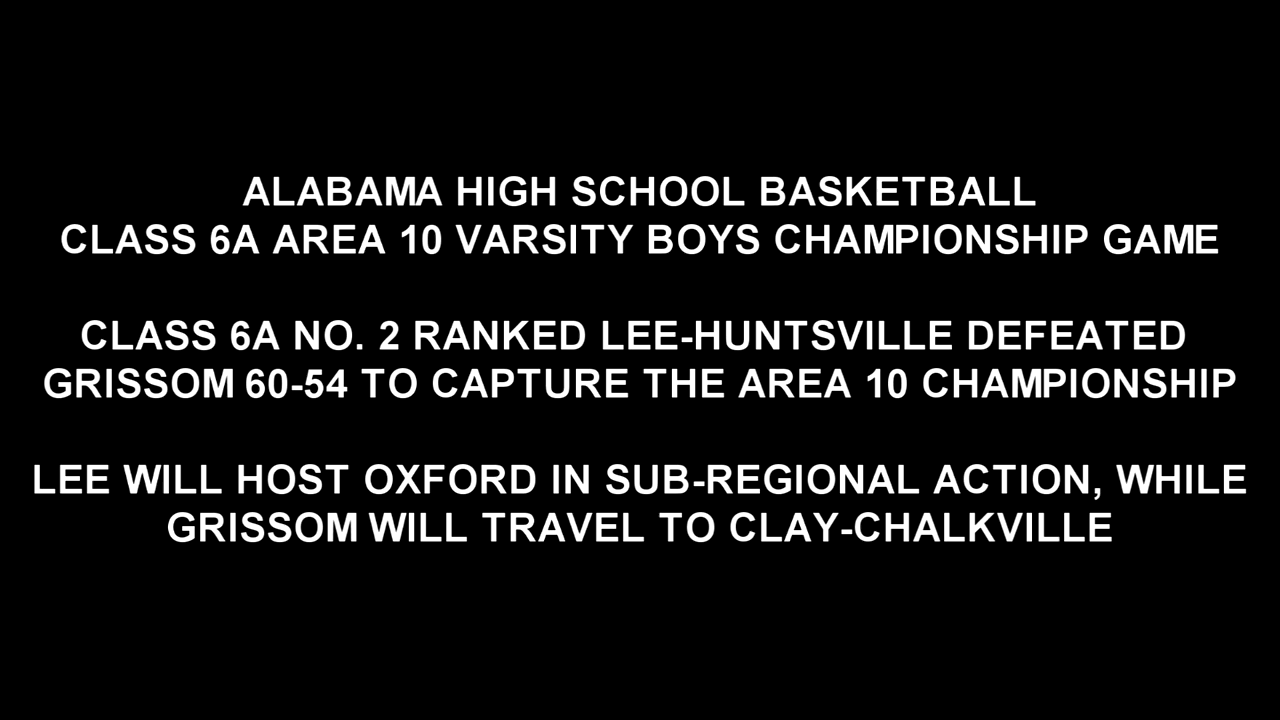 ALABAMA HIGH SCHOOL BASKETBALL
CLASS 6A AREA 10 VARSITY BOYS CHAMPIONSHIP GAME
CLASS 6A NO. 2 RANKED LEE-HUNTSVILLE DEFEATED
GRISSOM 60-54 TO CAPTURE THE AREA 10 CHAMPIONSHIP
LEE WILL HOST OXFORD IN SUB-REGIONAL ACTION, WHILE
GRISSOM WILL TRAVEL TO CLAY-CHALKVILLE